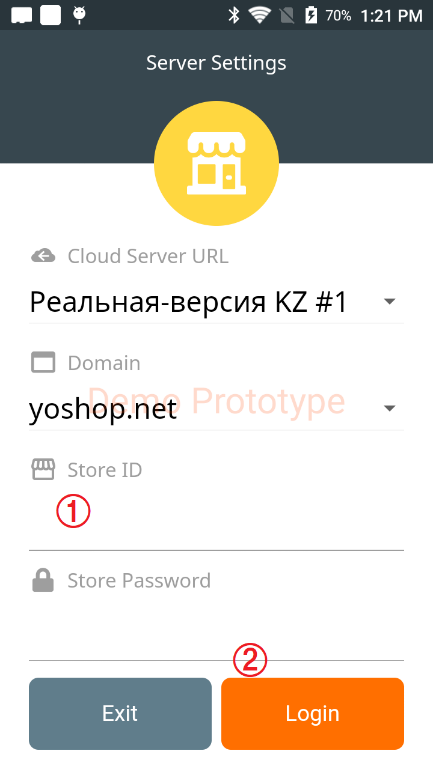 70% 1:21 PM
Server Settings
Cloud Server URL
Реальная-версия KZ #1
Domain
Demo Prototype
yoshop.net
Store ID
①
Store Password
②
Exit Login